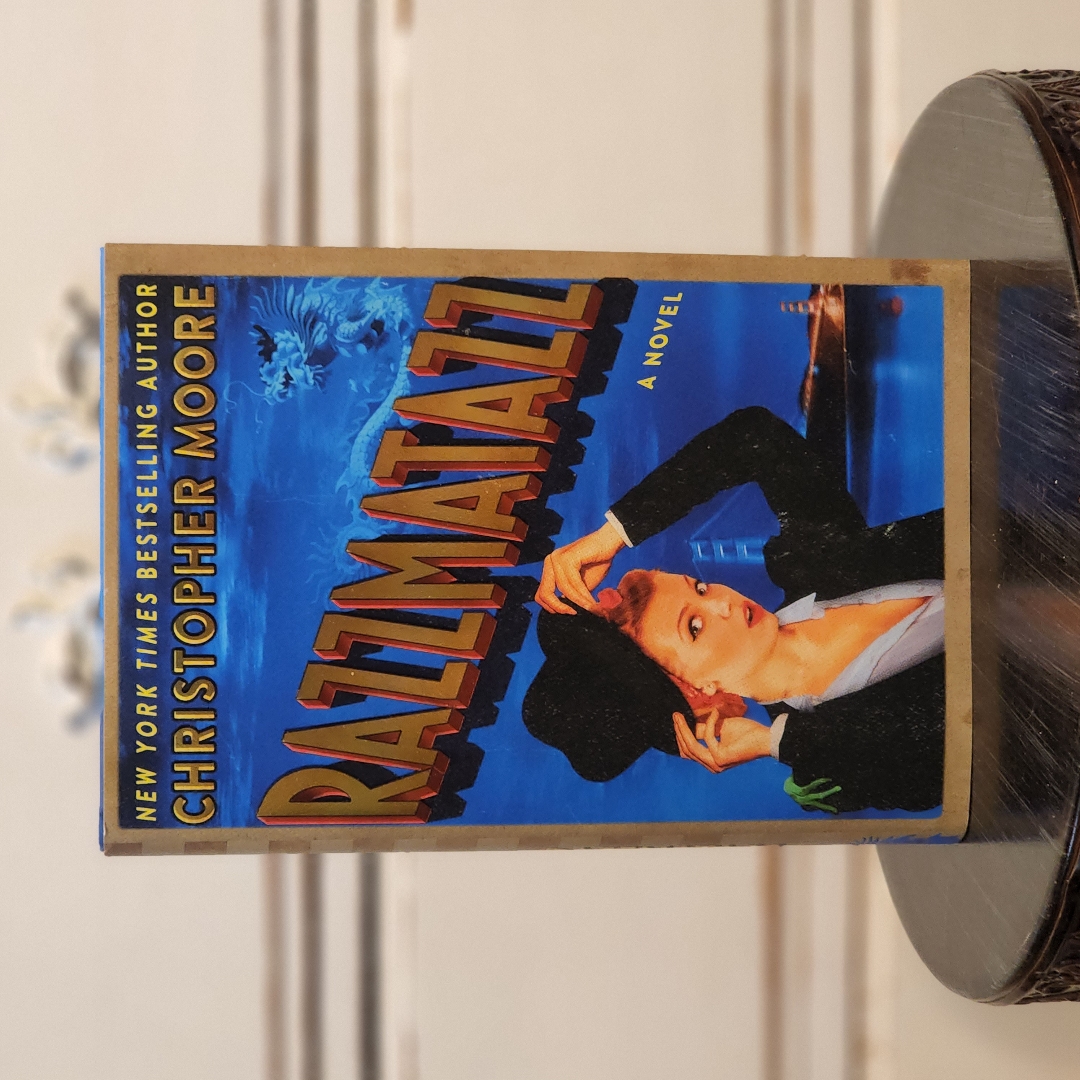 NEW YORK TIMES BESTSELLING AUTHOR
CHRISTOPHER MOORE
RAZZMATAZZ
A NOVEL